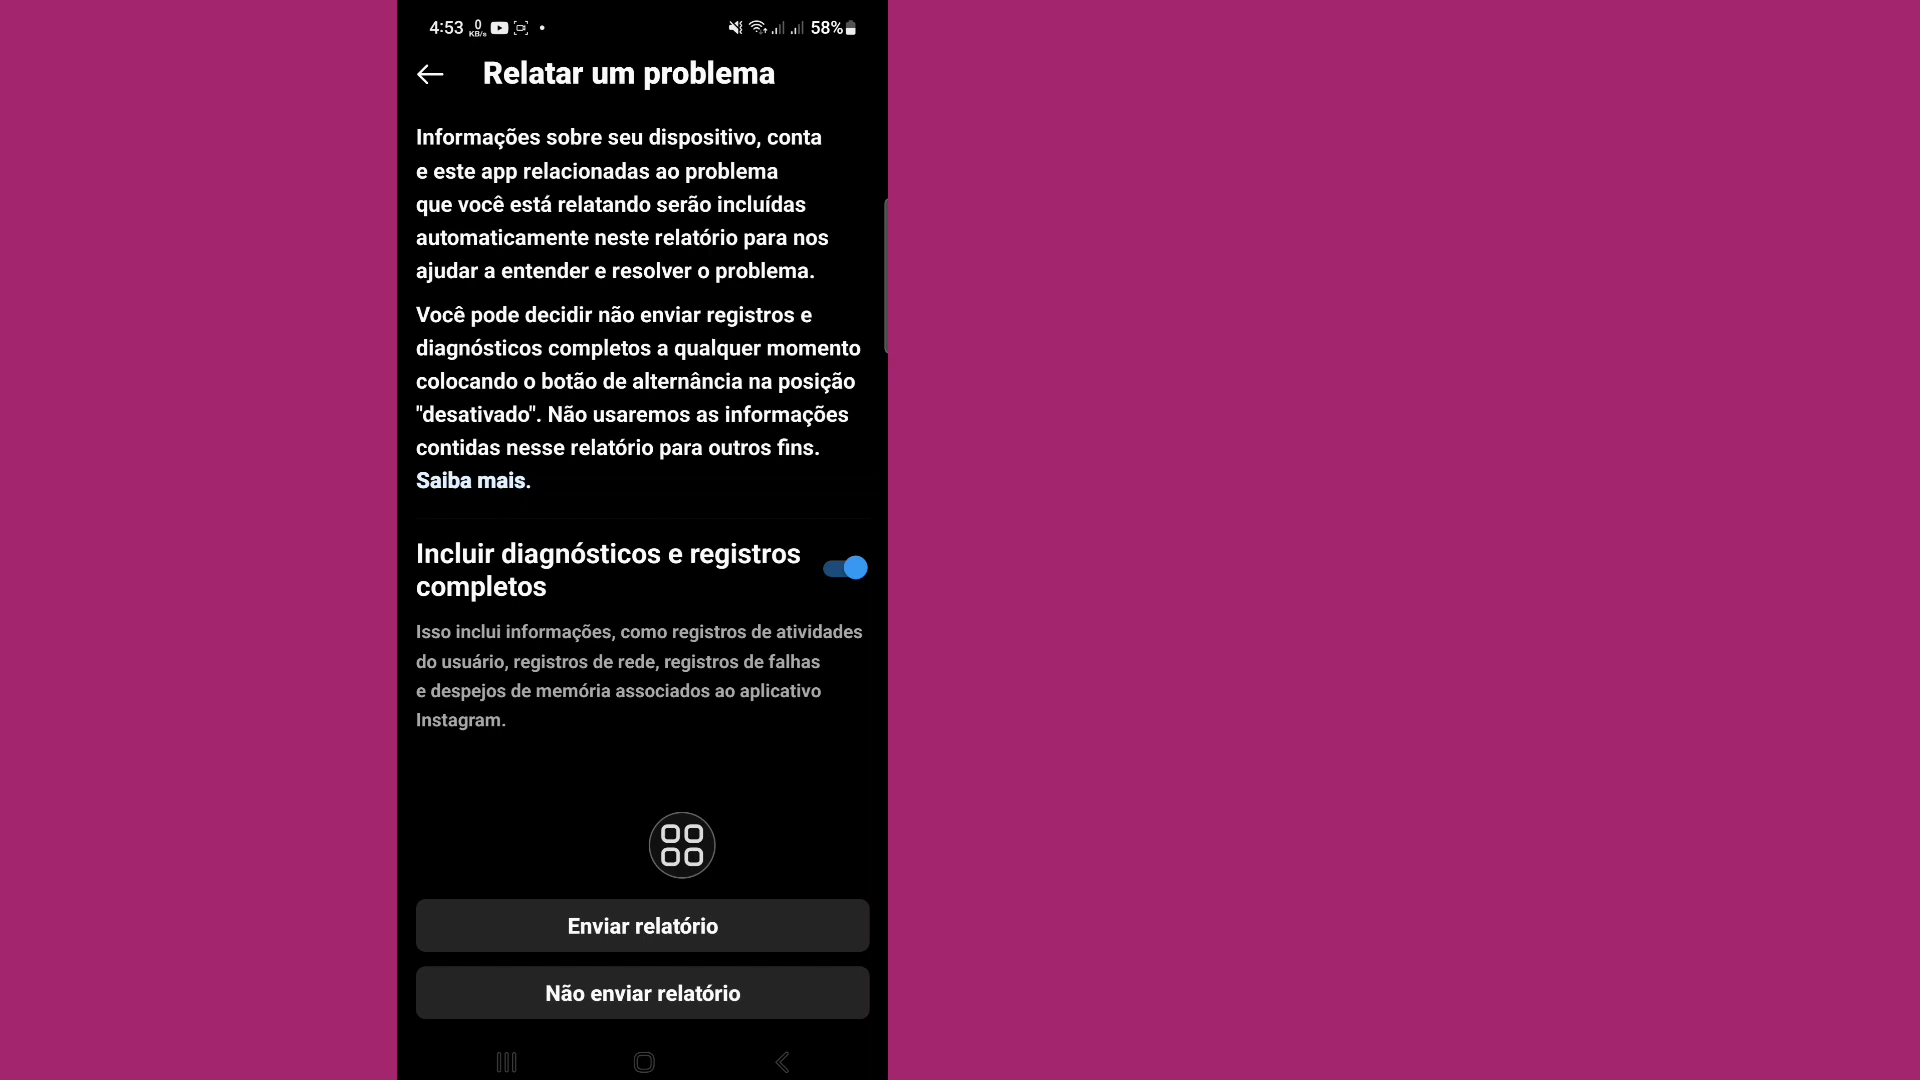 4:53 0 KB/s 58%
Relatar um problema
Informações sobre seu dispositivo, conta
e este app relacionadas ao problema
que você está relatando serão incluídas
automaticamente neste relatório para nos
ajudar a entender e resolver o problema.
Você pode decidir não enviar registros e
diagnósticos completos a qualquer momento
colocando o botão de alternância na posição
"desativado". Não usaremos as informações
contidas nesse relatório para outros fins.
Saiba mais.
Incluir diagnósticos e registros
completos
Isso inclui informações, como registros de atividades
do usuário, registros de rede, registros de falhas
e despejos de memória associados ao aplicativo
Instagram.
Enviar relatório
Não enviar relatório